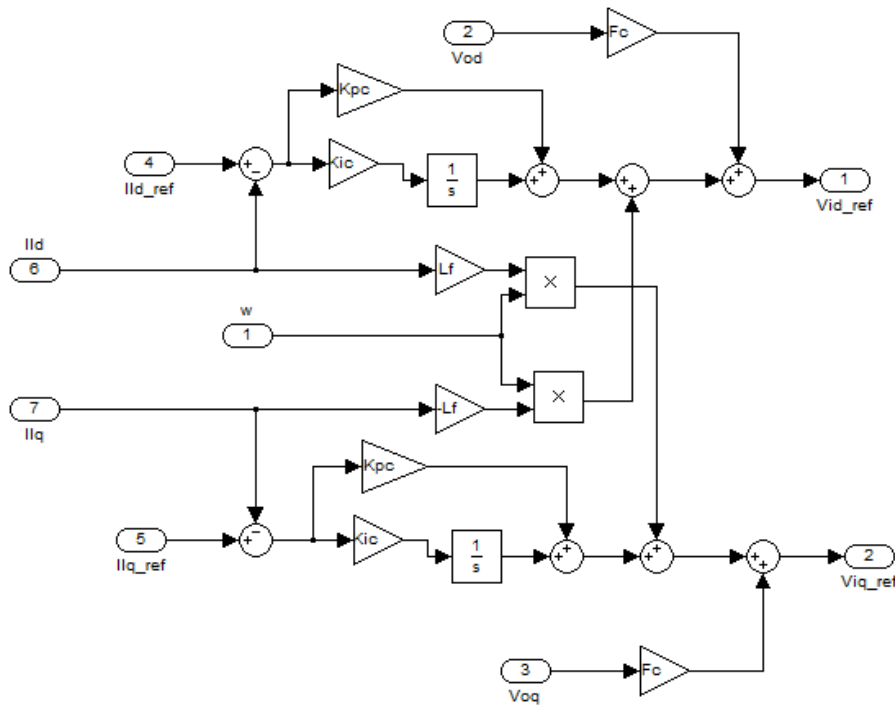 2
Vod
Fc
Kpc
4
Ild_ref
+
−
Kic
1
s
+
+
+
+
+
+
1
Vid_ref
Ild
6
Lf
×
w
1
7
Ilq
-Lf
×
Kpc
5
Ilq_ref
−
+
Kic
1
s
+
+
+
+
+
+
2
Viq_ref
3
Voq
Fc